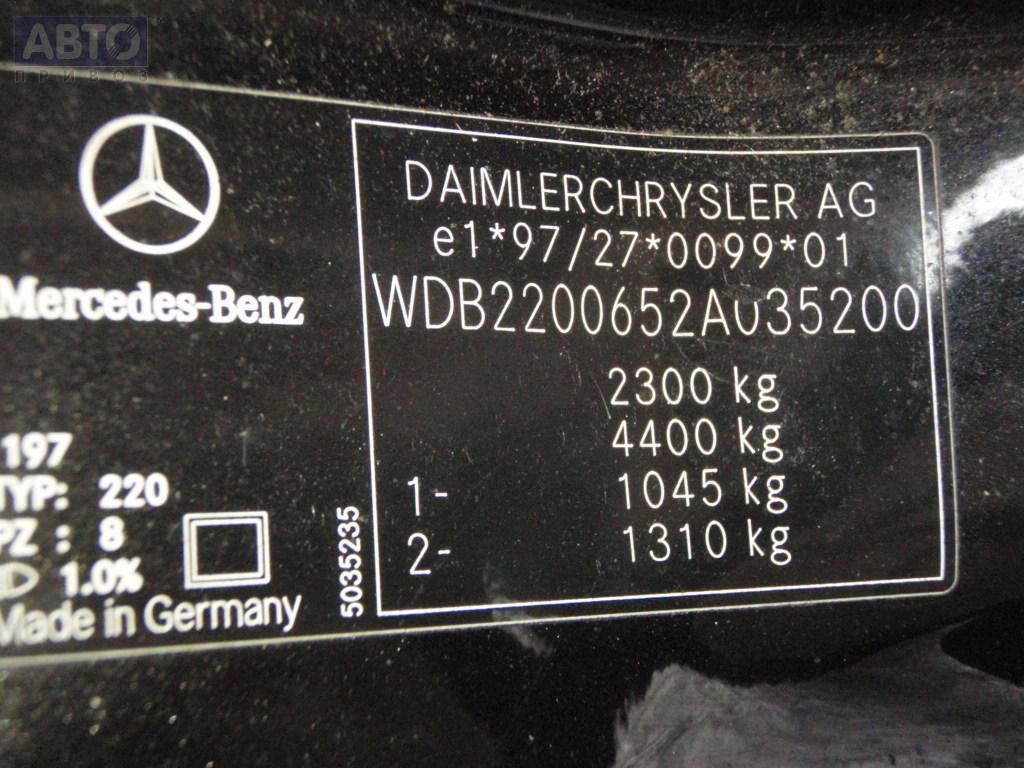 АВТО
ПРИВОЗ
Mercedes-Benz
197
TYP: 220
PZ : 8
1.0%
Made in Germany
5035235
DAIMLERCHRYSLER AG
e1*97/27*0099*01
WDB2200652A035200
2300 kg
4400 kg
1- 1045 kg
2- 1310 kg